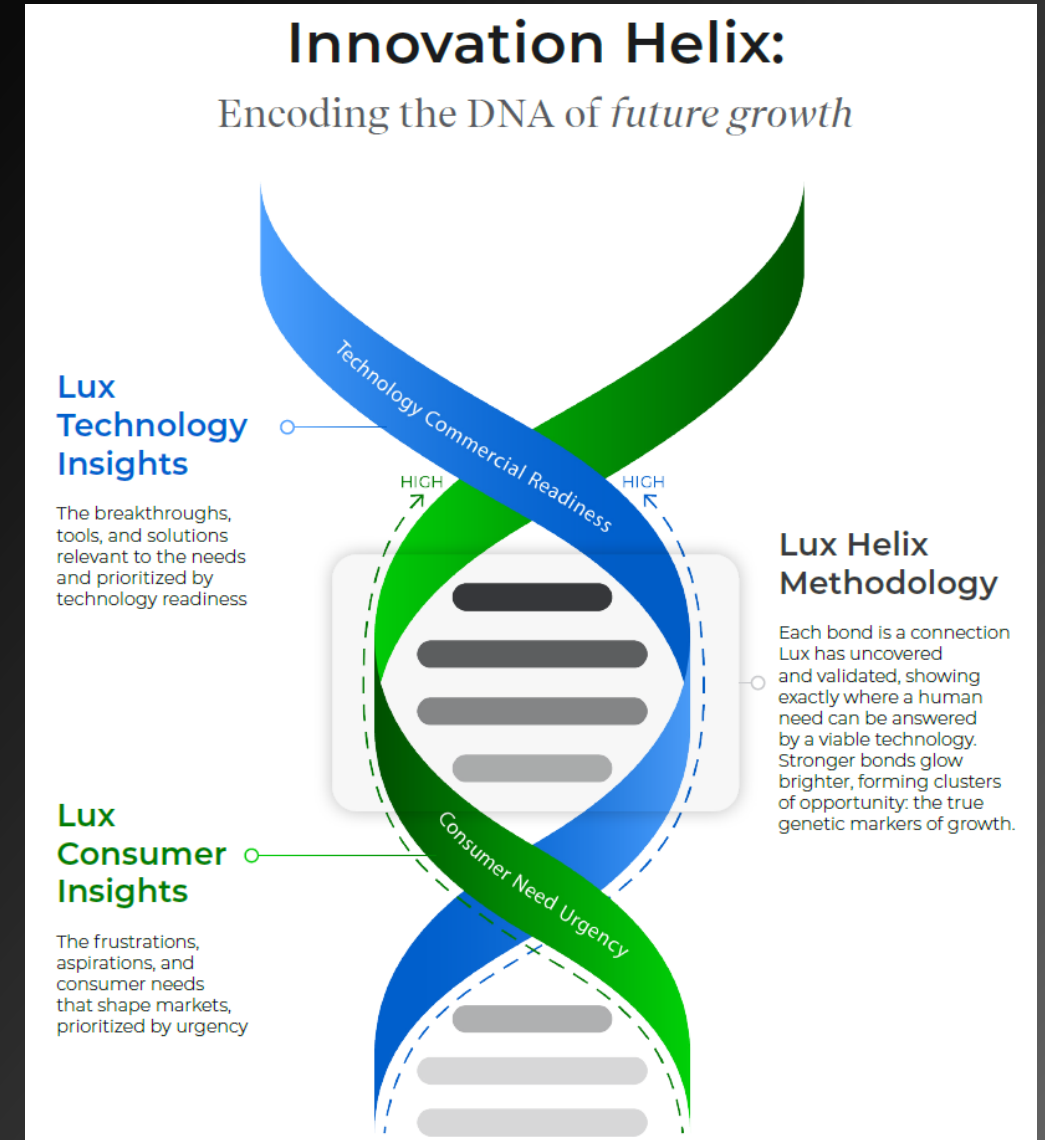 Innovation Helix:
Encoding the DNA of future growth
Technology Commercial Readiness
Lux
Technology
Insights
The breakthroughs,
tools, and solutions
relevant to the needs
and prioritized by
technology readiness
HIGH
HIGH
Lux Helix
Methodology
Each bond is a connection
Lux has uncovered
and validated, showing
exactly where a human
need can be answered
by a viable technology.
Stronger bonds glow
brighter, forming clusters
of opportunity: the true
genetic markers of growth.
Lux
Consumer
Insights
Consumer Need Urgency
The frustrations,
aspirations, and
consumer needs
that shape markets,
prioritized by urgency